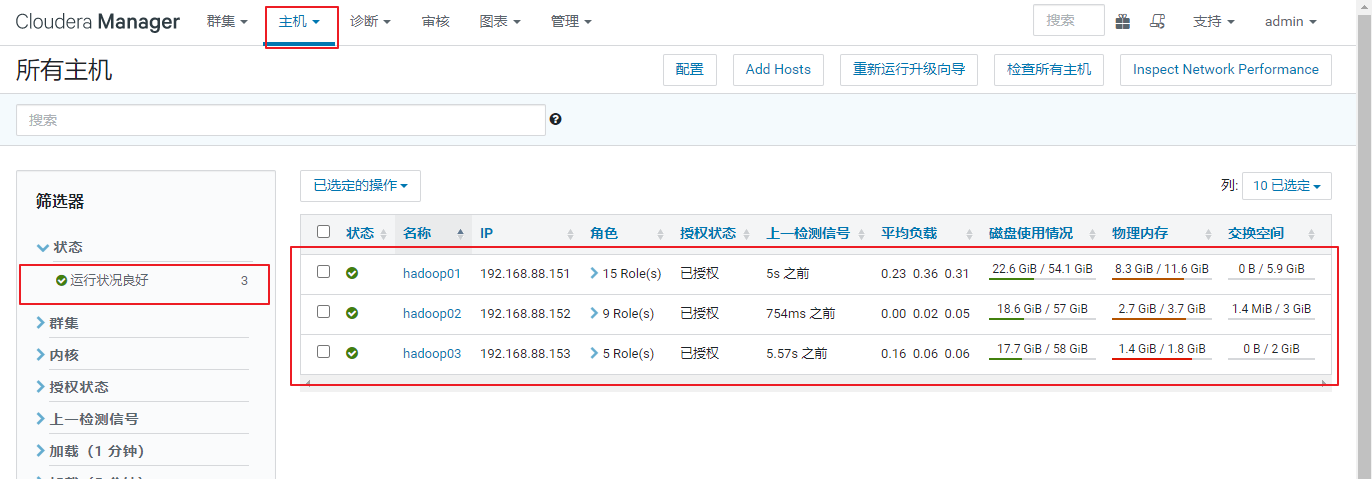 Cloudera Manager 群集 主机 诊断 审核 图表 管理 搜索 支持 admin
所有主机 配置 Add Hosts 重新运行升级向导 检查所有主机 Inspect Network Performance
搜索
筛选器
状态
运行状况良好 3
群集
内核
授权状态
上一检测信号
加载（1 分钟）
已选定的操作 列: 10 已选定
状态 名称 IP 角色 授权状态 上一检测信号 平均负载 磁盘使用情况 物理内存 交换空间
hadoop01 192.168.88.151 15 Role(s) 已授权 5s 之前 0.23 0.36 0.31 22.6 GiB / 54.1 GiB 8.3 GiB / 11.6 GiB 0 B / 5.9 GiB
hadoop02 192.168.88.152 9 Role(s) 已授权 754ms 之前 0.00 0.02 0.05 18.6 GiB / 57 GiB 2.7 GiB / 3.7 GiB 1.4 MiB / 3 GiB
hadoop03 192.168.88.153 5 Role(s) 已授权 5.57s 之前 0.16 0.06 0.06 17.7 GiB / 58 GiB 1.4 GiB / 1.8 GiB 0 B / 2 GiB